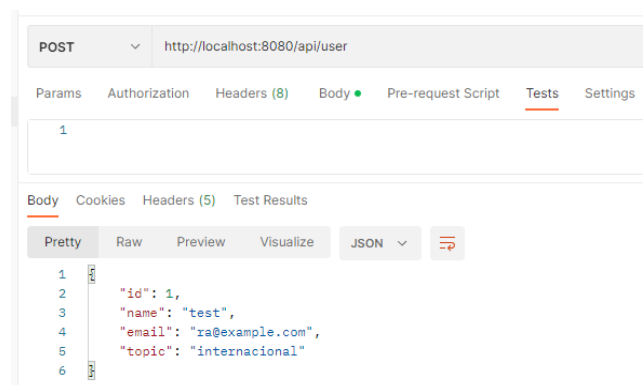 POST http://localhost:8080/api/user
Params Authorization Headers (8) Body Pre-request Script Tests Settings
1
Body Cookies Headers (5) Test Results
Pretty Raw Preview Visualize JSON
1 {
2 "id": 1,
3 "name": "test",
4 "email": "ra@example.com",
5 "topic": "internacional"
6 }